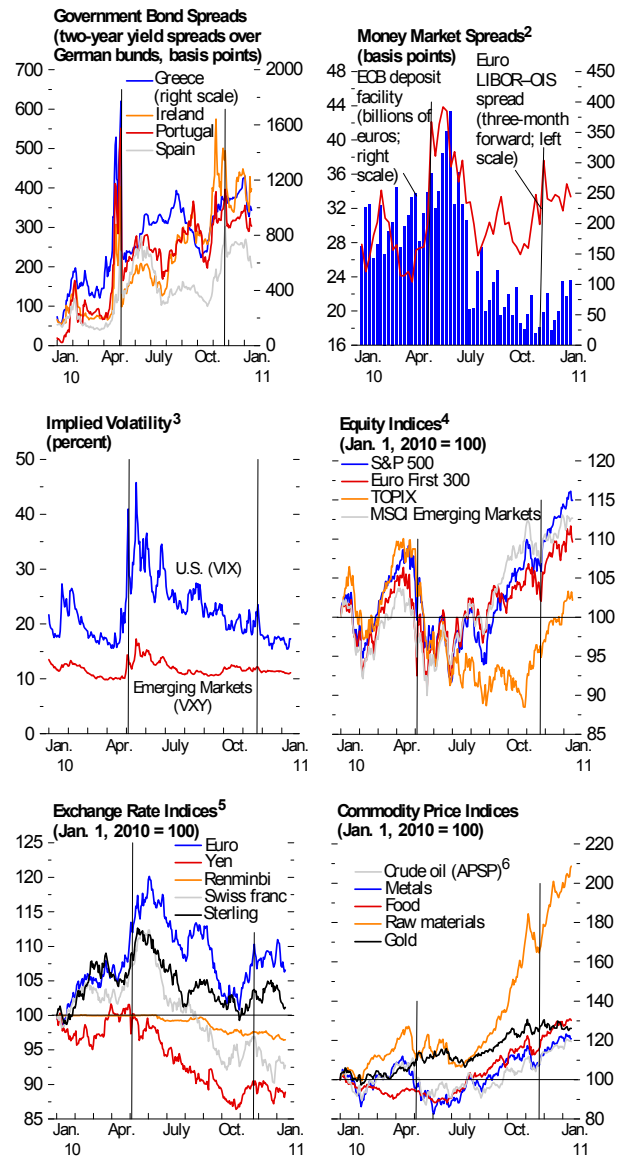 Government Bond Spreads
(two-year yield spreads over
German bunds, basis points)
700
600
500
400
300
200
100
0
2000
1600
1200
800
400
0
Greece
(right scale)
Ireland
Portugal
Spain
Jan.
10
Apr.
July
Oct.
Jan.
11
Money Market Spreads2
(basis points)
48
44
40
36
32
28
24
20
16
450
400
350
300
250
200
150
100
50
0
ECB deposit
facility
(billions of
euros;
right
scale)
Euro
LIBOR–OIS
spread
(three-month
forward; left
scale)
Jan.
10
Apr.
July
Oct.
Jan.
11
Implied Volatility3
(percent)
50
40
30
20
10
0
U.S. (VIX)
Emerging Markets
(VXY)
Jan.
10
Apr.
July
Oct.
Jan.
11
Equity Indices4
(Jan. 1, 2010 = 100)
S&P 500
Euro First 300
TOPIX
MSCI Emerging Markets
120
115
110
105
100
95
90
85
Jan.
10
Apr.
July
Oct.
Jan.
11
Exchange Rate Indices5
(Jan. 1, 2010 = 100)
125
120
115
110
105
100
95
90
85
Euro
Yen
Renminbi
Swiss franc
Sterling
Jan.
10
Apr.
July
Oct.
Jan.
11
Commodity Price Indices
(Jan. 1, 2010 = 100)
Crude oil (APSP)6
Metals
Food
Raw materials
Gold
220
200
180
160
140
120
100
80
Jan.
10
Apr.
July
Oct.
Jan.
11